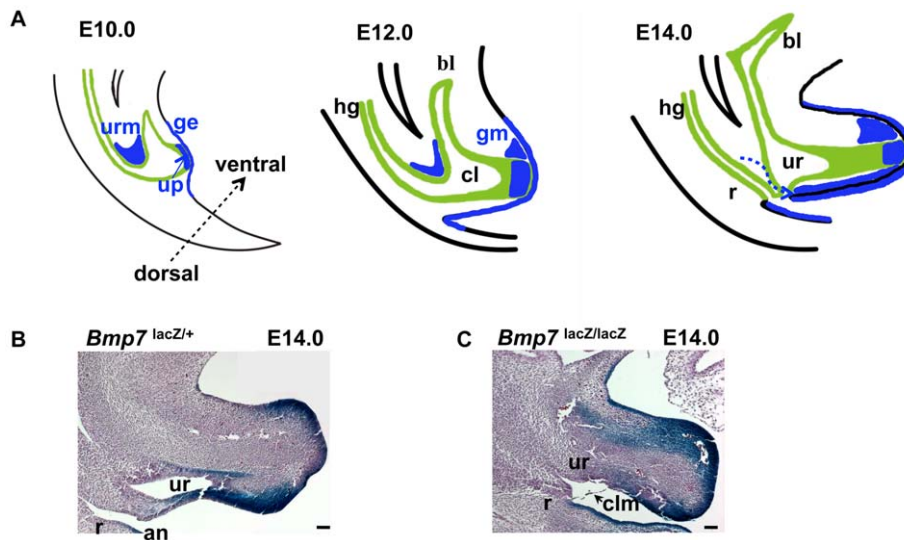 A
E10.0
E12.0
E14.0
urm
ge
up
ventral
dorsal
bl
hg
gm
cl
bl
hg
ur
r
B
Bmp7 lacZ/+
E14.0
ur
r
an
C
Bmp7 lacZ/lacZ
E14.0
ur
r
clm